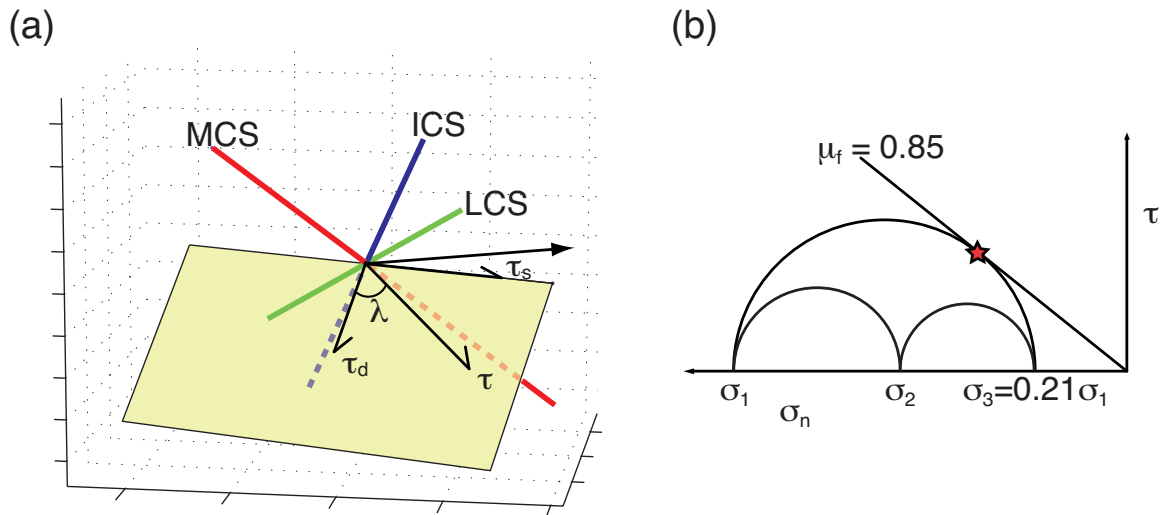 (a)
MCS
ICS
LCS
τs
λ
τd
τ
(b)
μf = 0.85
τ
σ1
σ2
σ3=0.21σ1
σn